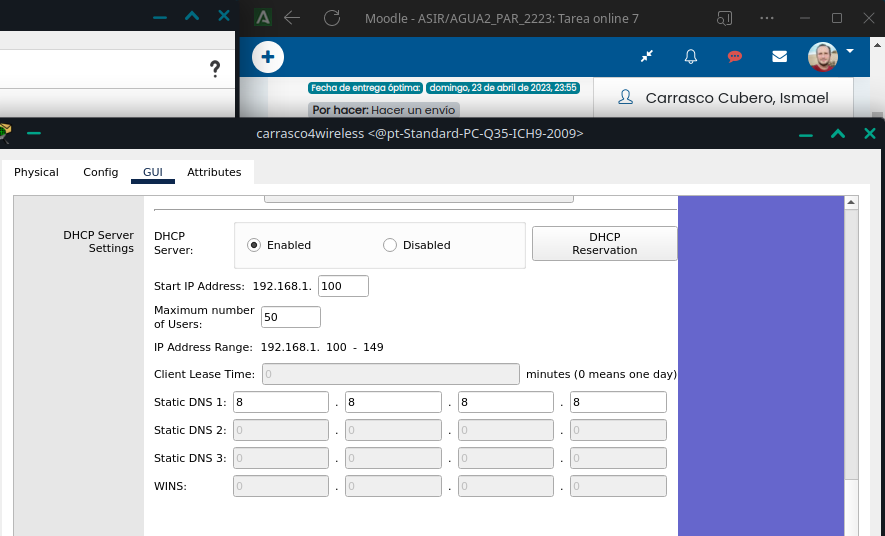 Moodle - ASIR/AGUA2_PAR_2223: Tarea online 7
?
Fecha de entrega óptima: domingo, 23 de abril de 2023, 23:55
Por hacer: Hacer un envío
Carrasco Cubero, Ismael
carrasco4wireless <@pt-Standard-PC-Q35-ICH9-2009>
Physical Config GUI Attributes
DHCP Server
Settings
DHCP
Server:
Enabled Disabled
DHCP
Reservation
Start IP Address: 192.168.1. 100
Maximum number
of Users:
50
IP Address Range: 192.168.1. 100 - 149
Client Lease Time: 0 minutes (0 means one day)
Static DNS 1: 8 . 8 . 8 . 8
Static DNS 2: 0 . 0 . 0 . 0
Static DNS 3: 0 . 0 . 0 . 0
WINS: 0 . 0 . 0 . 0